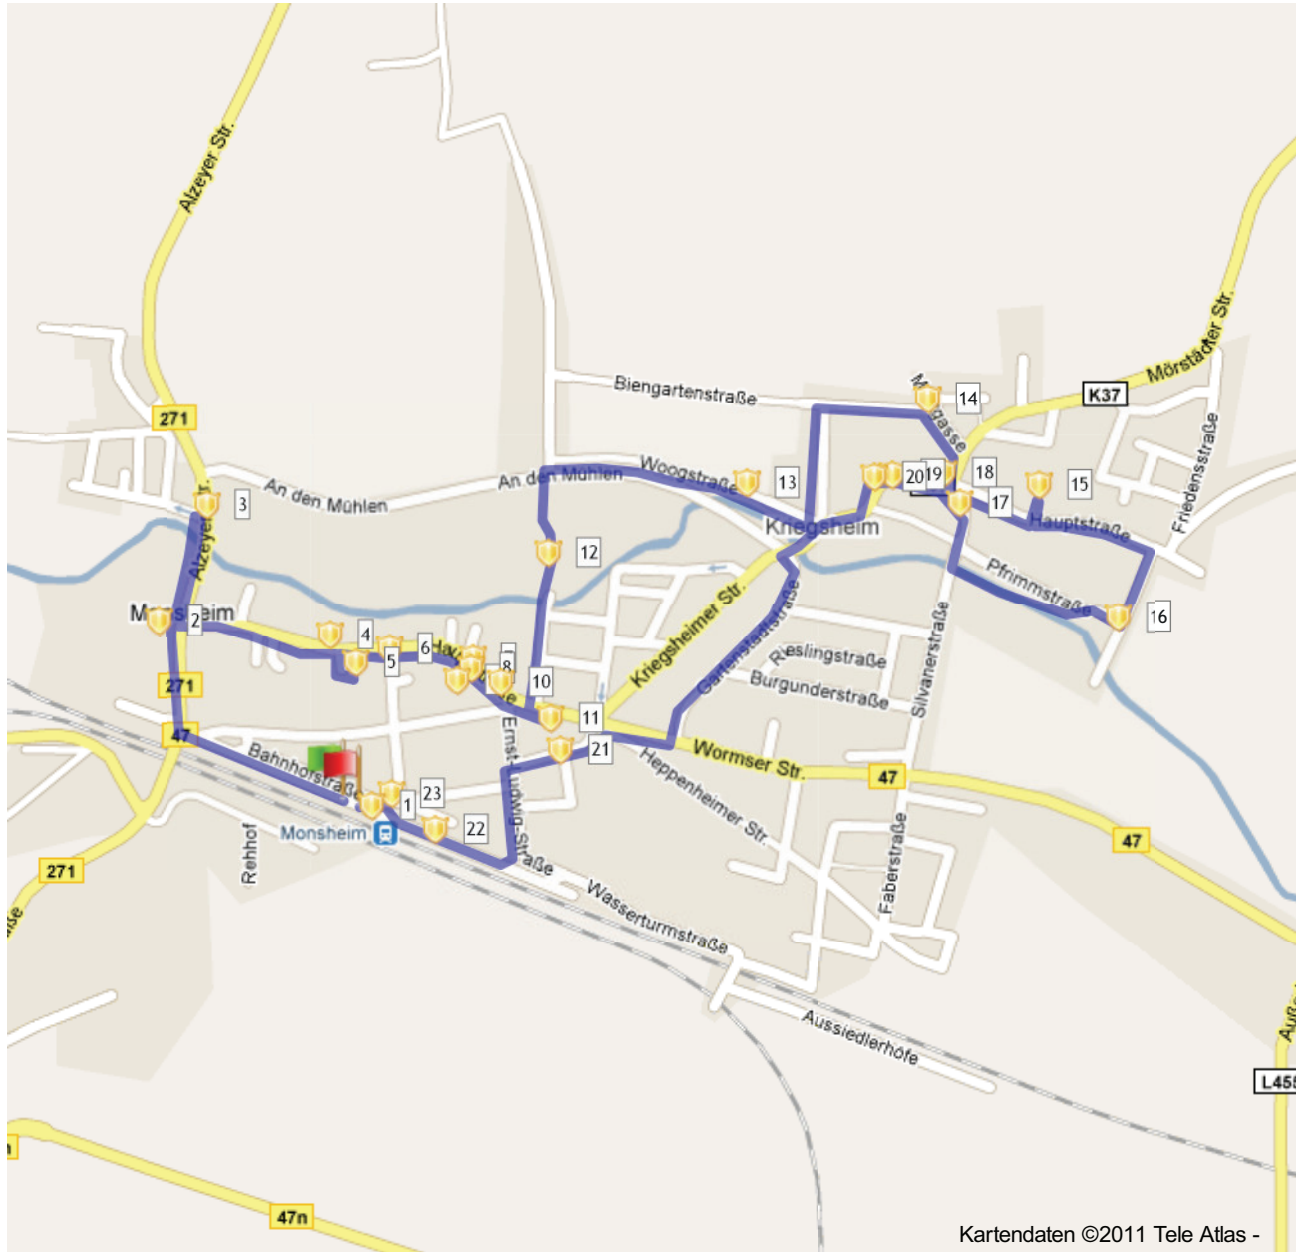 Alzeyer Str.
271
An den Mühlen
3
Alzeyer
Monsheim
2
4
5
6
8
10
11
12
13
14
15
16
17
18
19
20
21
22
23
1
Biengartenstraße
Woogstraße
An den Mühlen
Kriegsheim
K37
Mörstädter Str.
Friedensstraße
Hauptstraße
Pfrimmstraße
Silvanerstraße
Rieslingstraße
Burgunderstraße
Gartenstadtstraße
Kriegsheimer Str.
Wormser Str.
47
47
Heppenheimer Str.
Faberstraße
Ernst-Ludwig-Straße
271
47
Bahnhofstraße
Monsheim
Rehhof
271
Wasserturmstraße
Aussiedlerhöfe
L455
47n
Kartendaten ©2011 Tele Atlas -